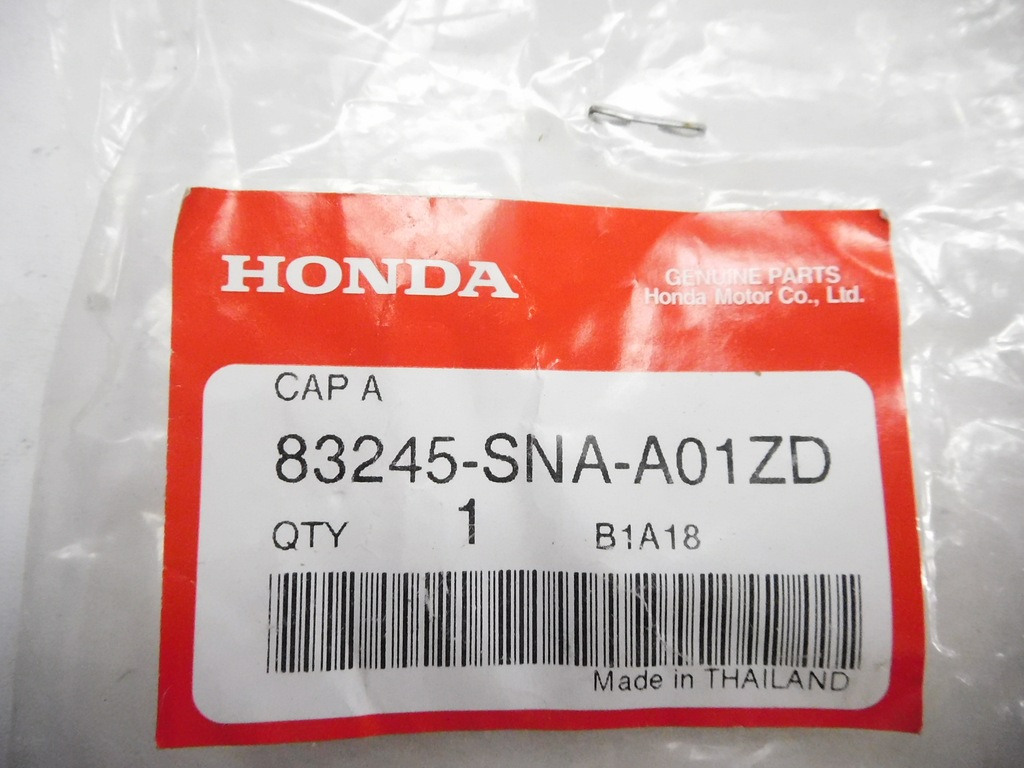 HONDA
GENUINE PARTS
Honda Motor Co., Ltd.
CAP A
83245-SNA-A01ZD
QTY 1 B1A18
Made in THAILAND